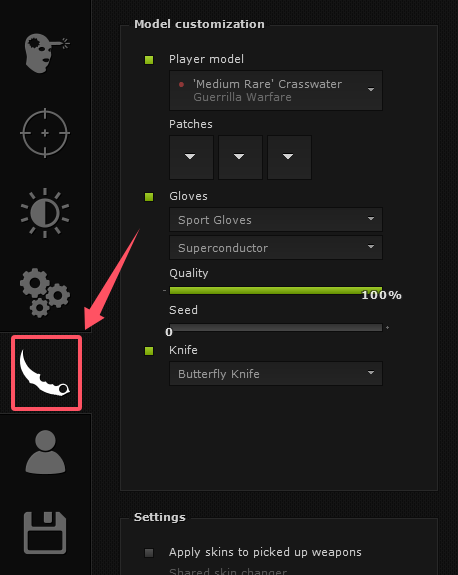 Model customization
Player model
'Medium Rare' Crasswater
Guerrilla Warfare
Patches
Gloves
Sport Gloves
Superconductor
Quality
-
100%
Seed
0
+
Knife
Butterfly Knife
Settings
Apply skins to picked up weapons
Shared skin changer